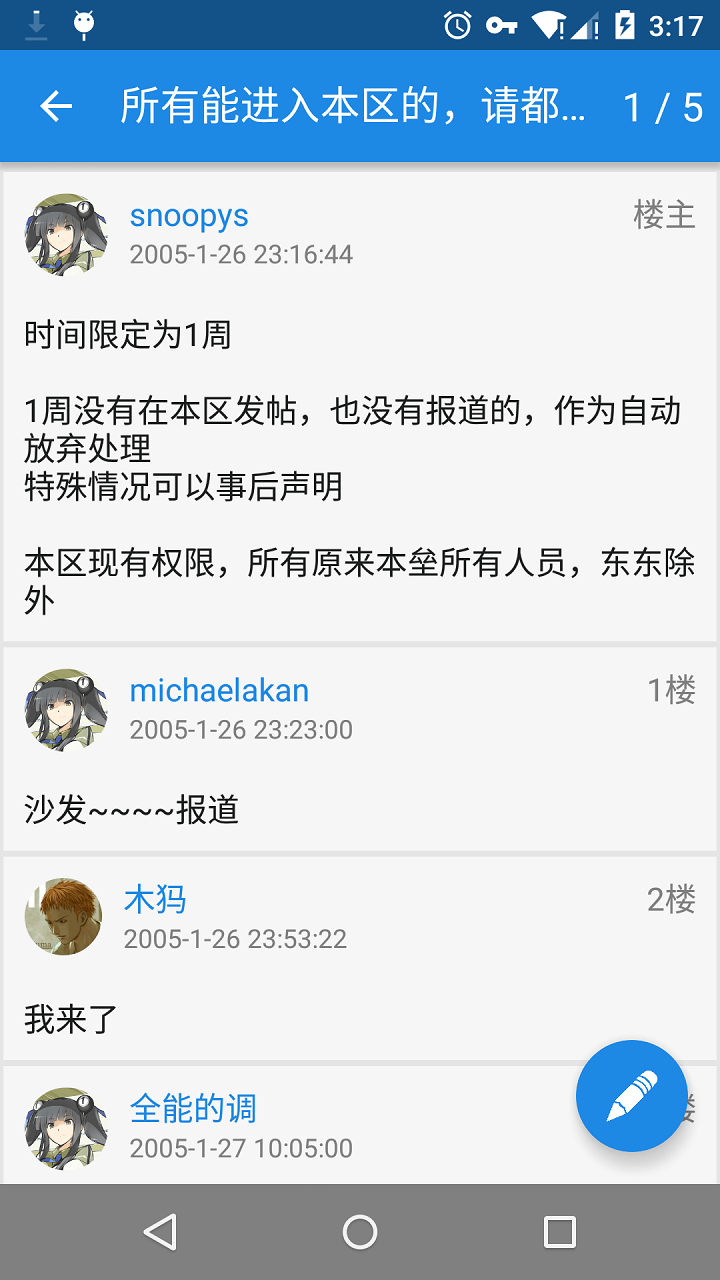 3:17
所有能进入本区的，请都… 1 / 5
snoopys 楼主
2005-1-26 23:16:44
时间限定为1周
1周没有在本区发帖，也没有报道的，作为自动
放弃处理
特殊情况可以事后声明
本区现有权限，所有原来本垒所有人员，东东除
外
michaelakan 1楼
2005-1-26 23:23:00
沙发~~~~报道
木犸 2楼
2005-1-26 23:53:22
我来了
全能的调 楼
2005-1-27 10:05:00